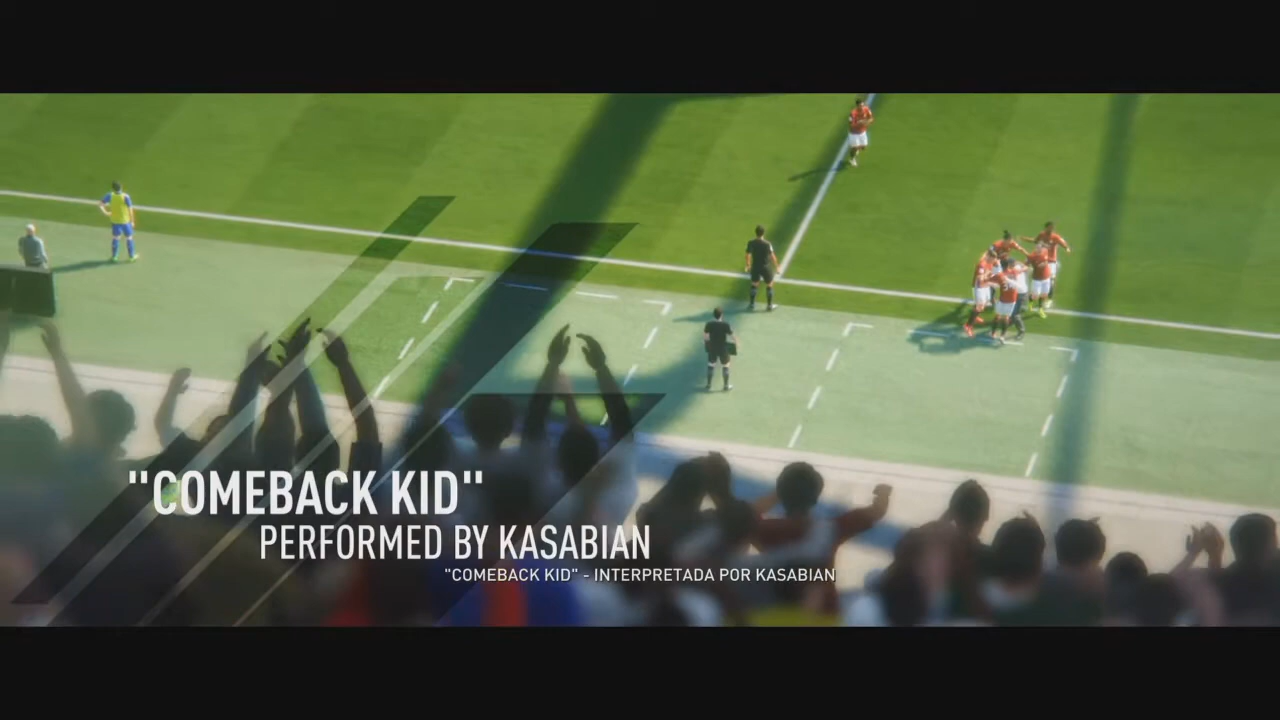 "COMEBACK KID"
PERFORMED BY KASABIAN
"COMEBACK KID" - INTERPRETADA POR KASABIAN